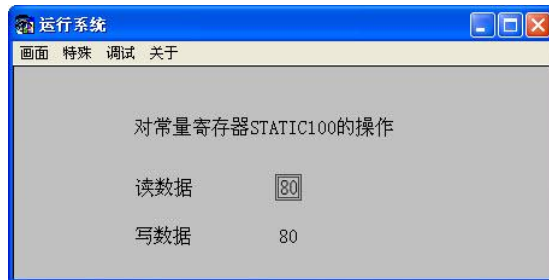 运行系统
画面 特殊 调试 关于
对常量寄存器STATIC100的操作
读数据 80
写数据 80